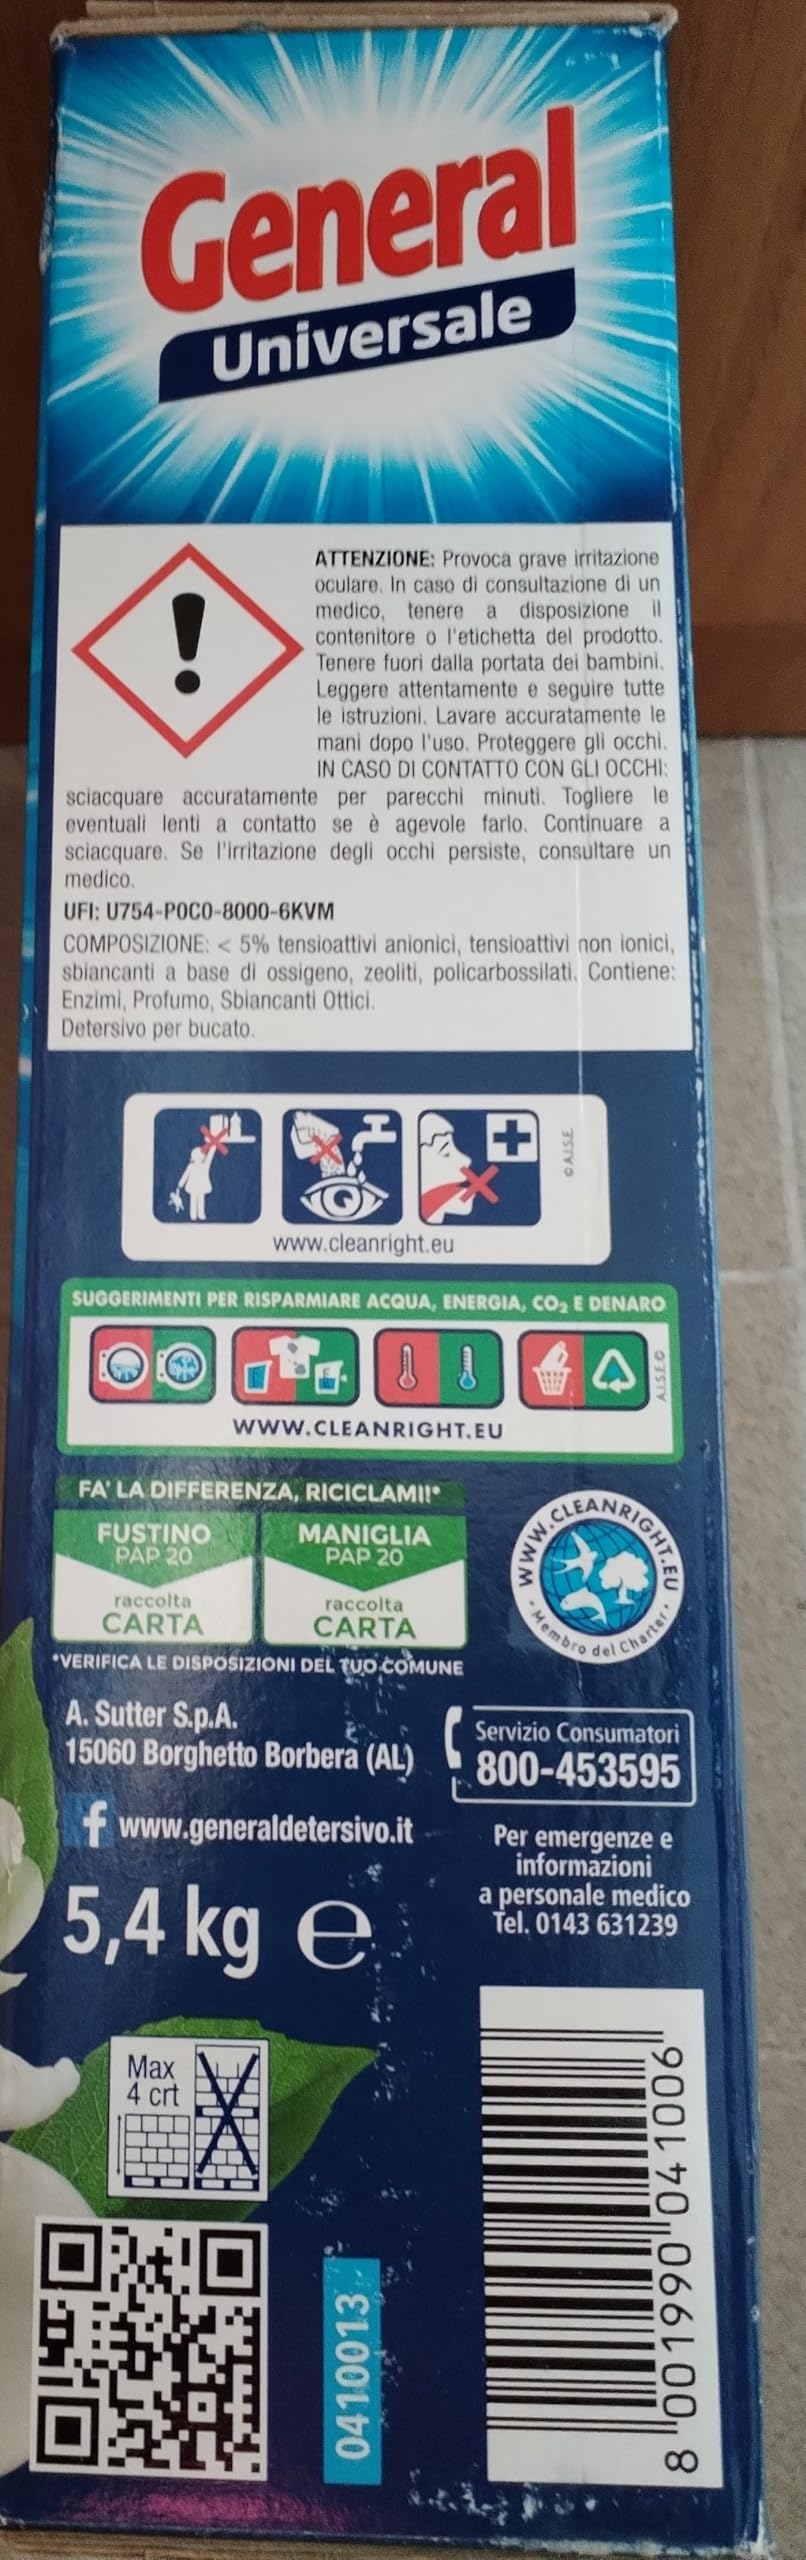 General
Universale
ATTENZIONE: Provoca grave irritazione
oculare. In caso di consultazione di un
medico, tenere a disposizione il
contenitore o l'etichetta del prodotto.
Tenere fuori dalla portata dei bambini.
Leggere attentamente e seguire tutte
le istruzioni. Lavare accuratamente le
mani dopo l'uso. Proteggere gli occhi.
IN CASO DI CONTATTO CON GLI OCCHI:
sciacquare accuratamente per parecchi minuti. Togliere le
eventuali lenti a contatto se è agevole farlo. Continuare a
sciacquare. Se l'irritazione degli occhi persiste, consultare un
medico.
UFI: U754-P0C0-8000-6KVM
COMPOSIZIONE: < 5% tensioattivi anionici, tensioattivi non ionici,
sbiancanti a base di ossigeno, zeoliti, policarbossilati. Contiene:
Enzimi, Profumo, Sbiancanti Ottici.
Detersivo per bucato.
© A.I.S.E.
www.cleanright.eu
SUGGERIMENTI PER RISPARMIARE ACQUA, ENERGIA, CO₂ E DENARO
A.I.S.E.©
WWW.CLEANRIGHT.EU
FA' LA DIFFERENZA, RICICLAMI!*
FUSTINO
PAP 20
raccolta
CARTA
MANIGLIA
PAP 20
raccolta
CARTA
*VERIFICA LE DISPOSIZIONI DEL TUO COMUNE
WWW.CLEANRIGHT.EU
• Membro del Charter •
A. Sutter S.p.A.
15060 Borghetto Borbera (AL)
Servizio Consumatori
800-453595
f www.generaldetersivo.it
Per emergenze e
informazioni
a personale medico
Tel. 0143 631239
5,4 kg e
Max
4 crt
0410013
8 001990 041006